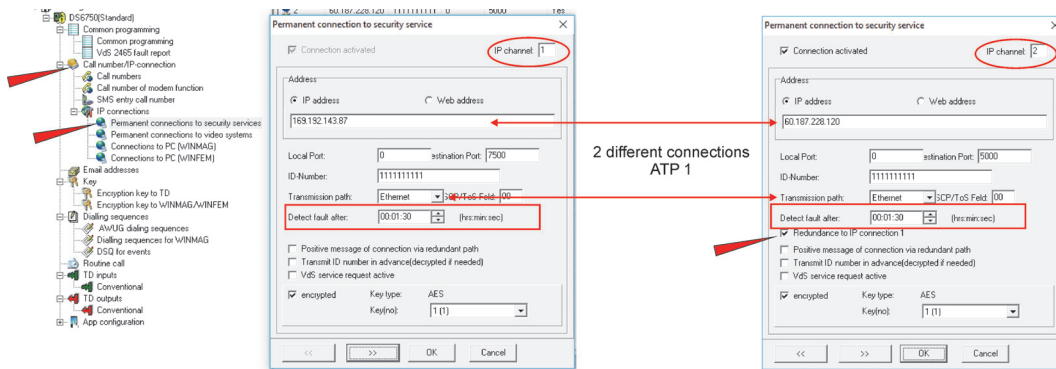 DS6750(Standard)
Common programming
Common programming
VdS 2465 fault report
Call number/IP-connection
Call numbers
Call number of modem function
SMS entry call number
IP connections
Permanent connections to security services
Permanent connections to video systems
Connections to PC (WINMAG)
Connections to PC (WINFEM)
Email addresses
Key
Encryption key to TD
Encryption key to WINMAG/WINFEM
Dialling sequences
AWUG dialing sequences
Dialling sequences for WINMAG
DSQ for events
Routine call
TD inputs
Conventional
TD outputs
Conventional
App configuration
2 60.187.228.120 1111111111 0 5000 Yes
Permanent connection to security service
Connection activated
IP channel: 1
Address
IP address Web address
169.192.143.87
Local Port: 0 estination Port: 7500
ID-Number: 1111111111
Transmission path: Ethernet SCP/ToS Feld: 00
Detect fault after: 00:01:30 (hrs:min:sec)
Positive message of connection via redundant path
Transmit ID number in advance(decrypted if needed)
VdS service request active
encrypted Key type: AES
Key(no): 1 (1)
<< >> OK Cancel
2 different connections
ATP 1
Permanent connection to security service
Connection activated
IP channel: 2
Address
IP address Web address
60.187.228.120
Local Port: 0 estination Port: 5000
ID-Number: 1111111111
Transmission path: Ethernet SCP/ToS Feld: 00
Detect fault after: 00:01:30 (hrs:min:sec)
Redundance to IP connection 1
Positive message of connection via redundant path
Transmit ID number in advance(decrypted if needed)
VdS service request active
encrypted Key type: AES
Key(no): 1 (1)
<< >> OK Cancel